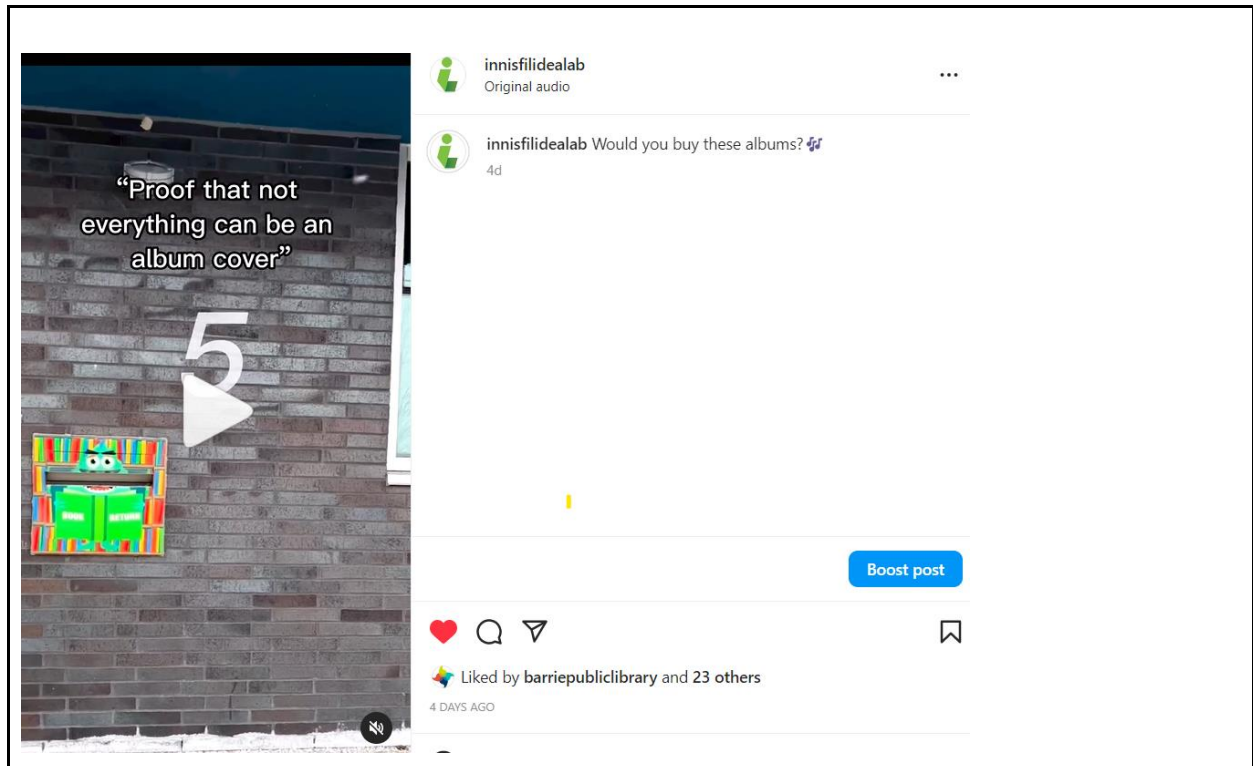 innisfilidealab
Original audio
innisfilidealab Would you buy these albums?🎶
4d
“Proof that not
everything can be an
album cover”
5
BOOK RETURN
Boost post
Liked by barriepubliclibrary and 23 others
4 DAYS AGO